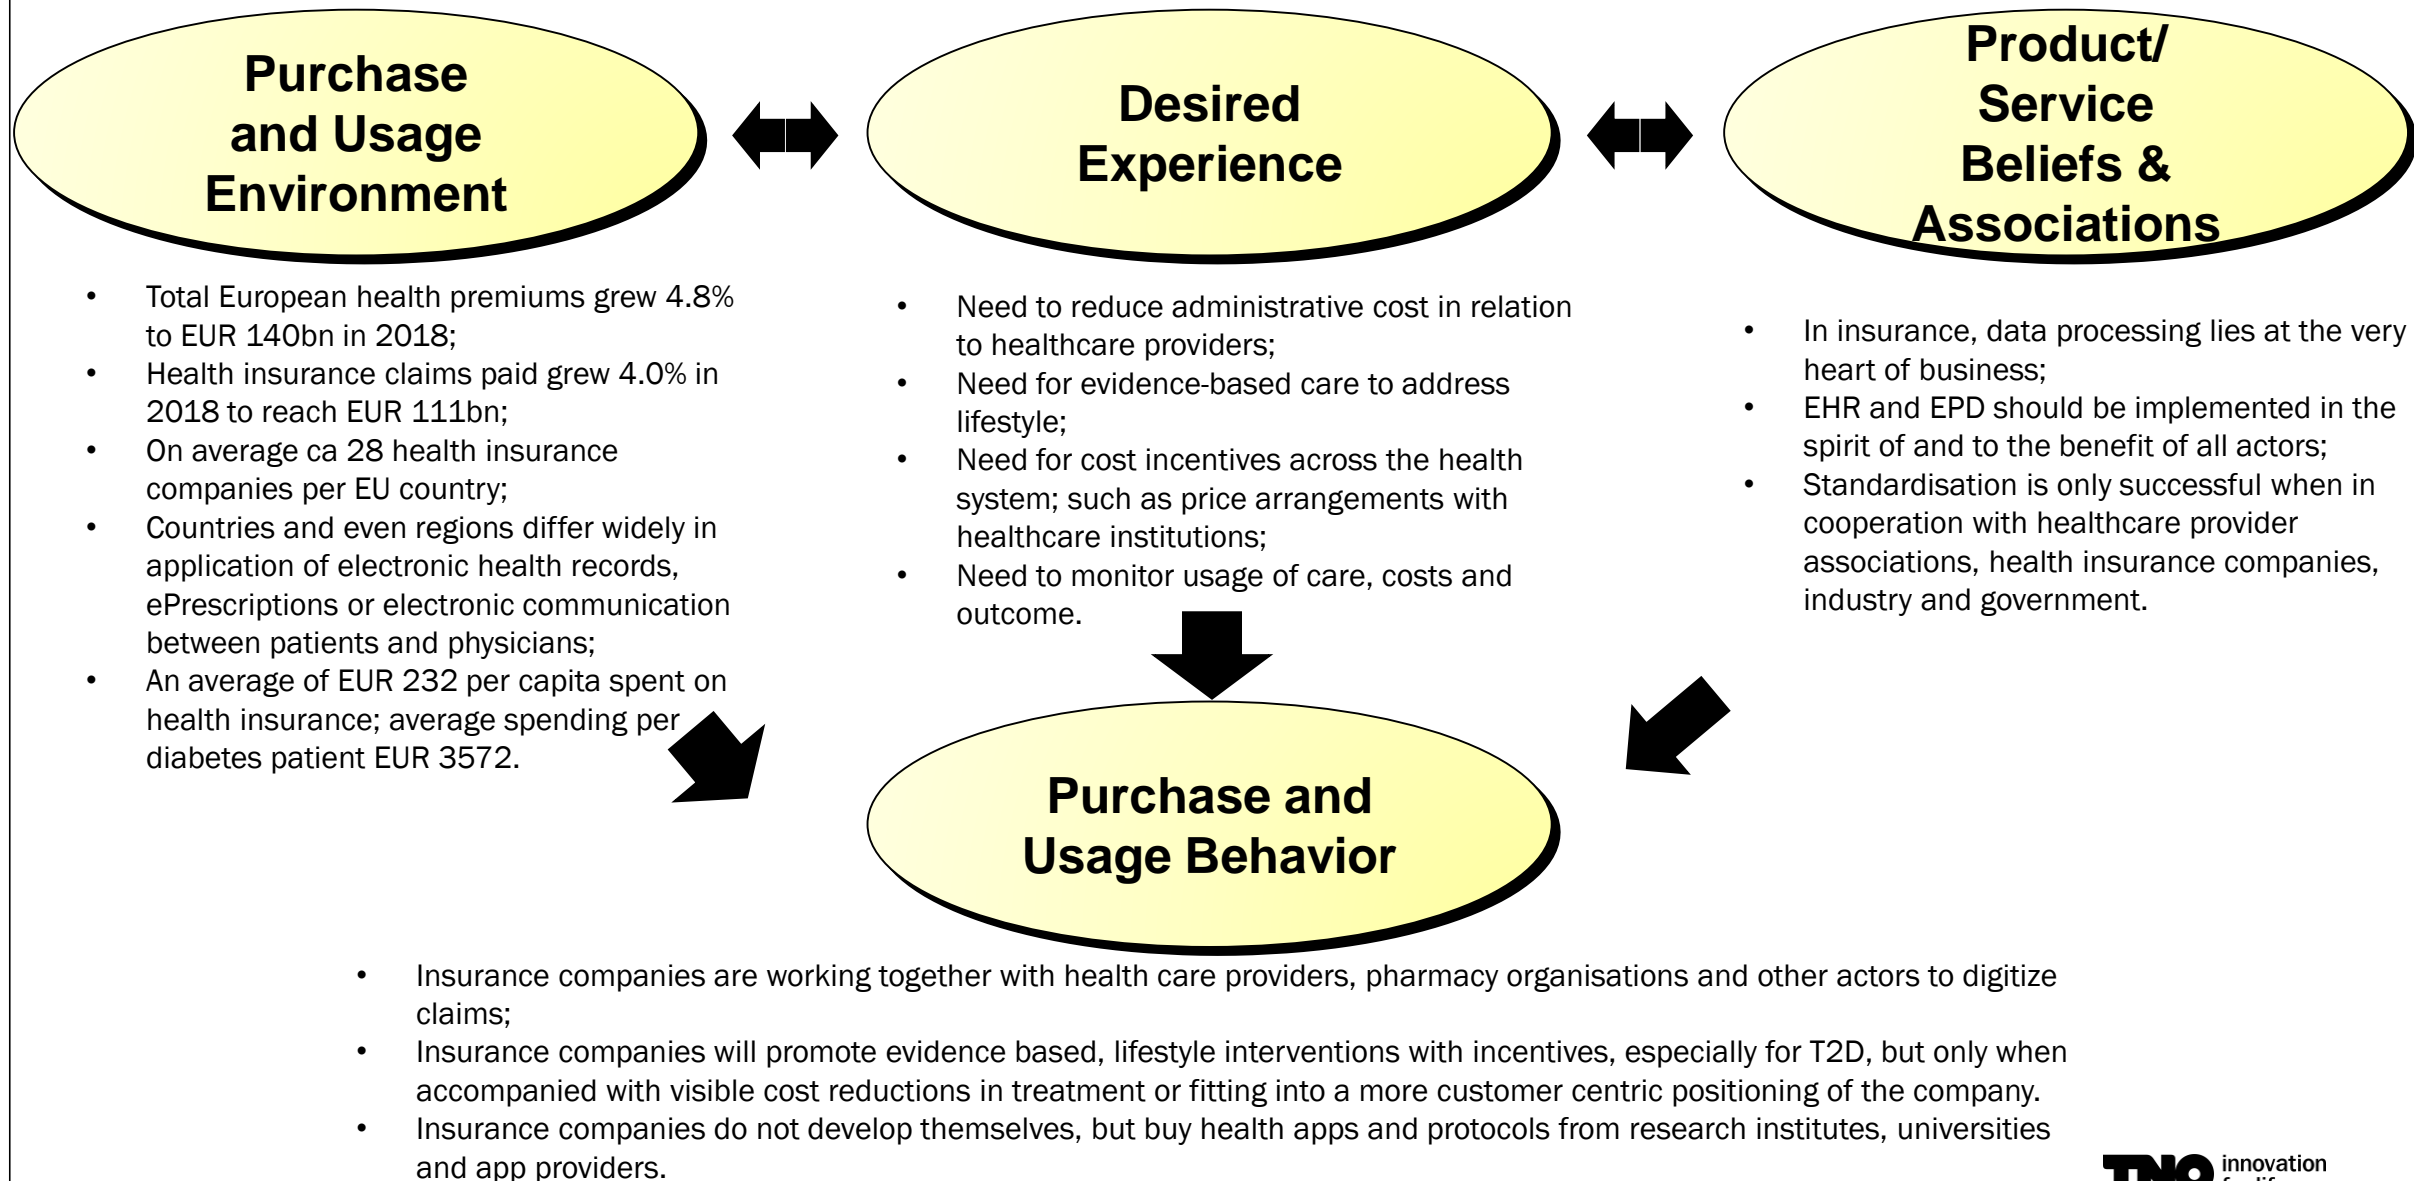 Purchase
and Usage
Environment
Desired
Experience
Product/
Service
Beliefs &
Associations
• Total European health premiums grew 4.8%
to EUR 140bn in 2018;
• Health insurance claims paid grew 4.0% in
2018 to reach EUR 111bn;
• On average ca 28 health insurance
companies per EU country;
• Countries and even regions differ widely in
application of electronic health records,
ePrescriptions or electronic communication
between patients and physicians;
• An average of EUR 232 per capita spent on
health insurance; average spending per
diabetes patient EUR 3572.
• Need to reduce administrative cost in relation
to healthcare providers;
• Need for evidence-based care to address
lifestyle;
• Need for cost incentives across the health
system; such as price arrangements with
healthcare institutions;
• Need to monitor usage of care, costs and
outcome.
• In insurance, data processing lies at the very
heart of business;
• EHR and EPD should be implemented in the
spirit of and to the benefit of all actors;
• Standardisation is only successful when in
cooperation with healthcare provider
associations, health insurance companies,
industry and government.
Purchase and
Usage Behavior
• Insurance companies are working together with health care providers, pharmacy organisations and other actors to digitize
claims;
• Insurance companies will promote evidence based, lifestyle interventions with incentives, especially for T2D, but only when
accompanied with visible cost reductions in treatment or fitting into a more customer centric positioning of the company.
• Insurance companies do not develop themselves, but buy health apps and protocols from research institutes, universities
and app providers.
TNO innovation